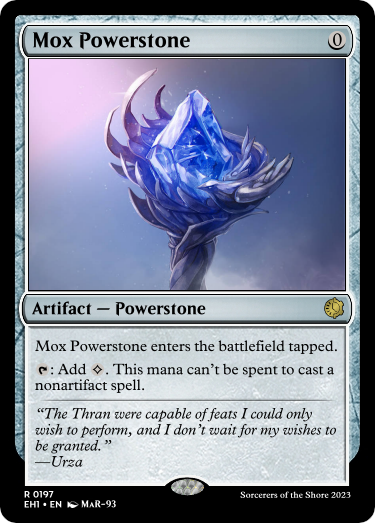 Mox Powerstone 0
Artifact — Powerstone
Mox Powerstone enters the battlefield tapped.
: Add . This mana can't be spent to cast a
nonartifact spell.
"The Thran were capable of feats I could only
wish to perform, and I don't wait for my wishes to
be granted."
—Urza
R 0197
EH1 • EN MaR-93
Sorcerers of the Shore 2023